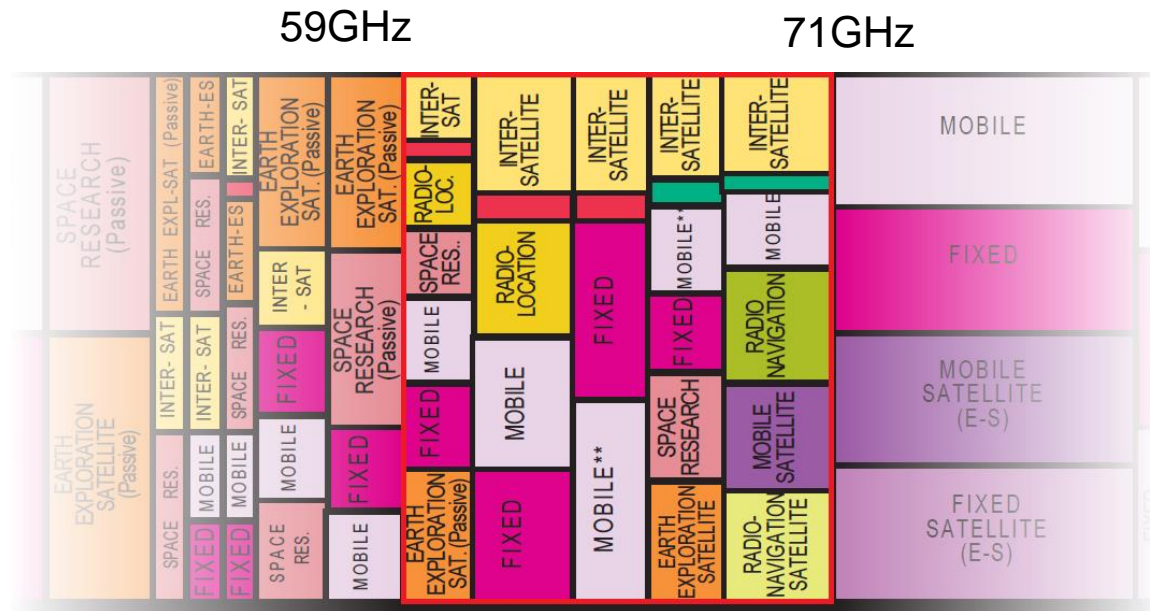 59GHz
71GHz
SPACE
RESEARCH
(Passive)
EARTH
EXPLORATION
SATELLITE
(Passive)
EARTH EXPL-SAT (Passive)
INTER- SAT
SPACE RES.
EARTH-ES
SPACE RES.
INTER- SAT
MOBILE
FIXED
INTER- SAT
EARTH-ES
SPACE RES.
MOBILE
FIXED
EARTH
EXPLORATION
SAT. (Passive)
INTER
- SAT
FIXED
MOBILE
SPACE
RES.
EARTH
EXPLORATION
SAT. (Passive)
SPACE
RESEARCH
(Passive)
FIXED
MOBILE
INTER-
SAT
RADIO-
LOC.
SPACE
RES..
MOBILE
FIXED
EARTH
EXPLORATION
SAT. (Passive)
INTER-
SATELLITE
RADIO-
LOCATION
MOBILE
FIXED
INTER-
SATELLITE
FIXED
MOBILE**
INTER-
SATELLITE
MOBILE**
FIXED
SPACE
RESEARCH
EARTH
EXPLORATION
SATELLITE
INTER-
SATELLITE
MOBILE
RADIO
NAVIGATION
MOBILE
SATELLITE
RADIO-
NAVIGATION
SATELLITE
MOBILE
FIXED
MOBILE
SATELLITE
(E-S)
FIXED
SATELLITE
(E-S)